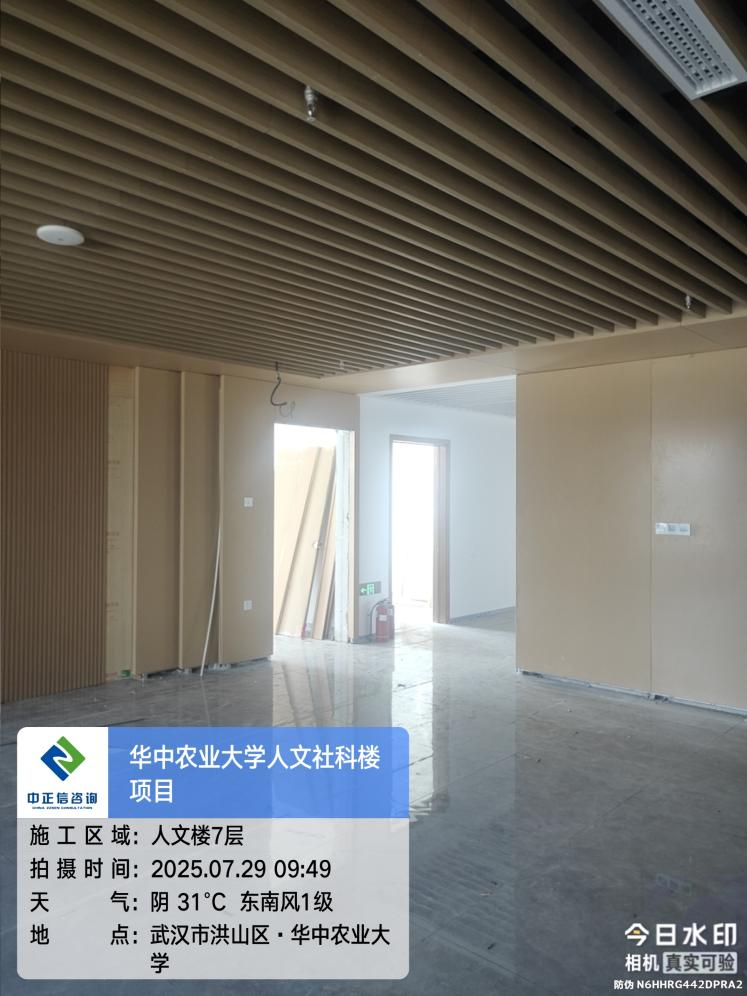 华中农业大学人文社科楼
项目
中正信咨询
CHINA ZZXEN CONSULTATION
施工区域：人文楼7层
拍摄时间：2025.07.29 09:49
天气：阴 31℃ 东南风1级
地点：武汉市洪山区·华中农业大
学
今日水印
相机 真实可验
防伪 N6HHRG442DPRA2